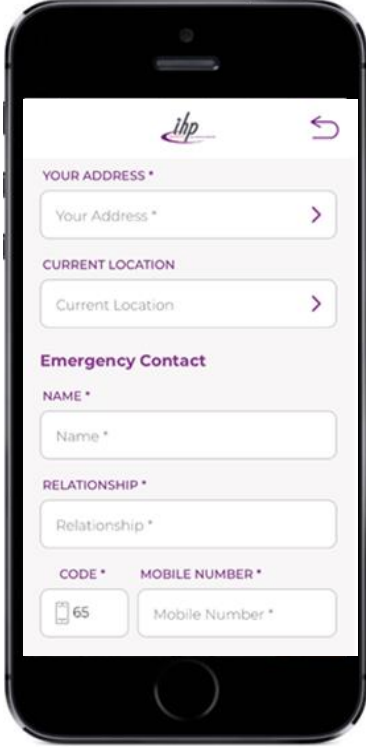 ihp
YOUR ADDRESS *
Your Address *
CURRENT LOCATION
Current Location
Emergency Contact
NAME *
Name *
RELATIONSHIP *
Relationship *
CODE * MOBILE NUMBER *
65 Mobile Number *